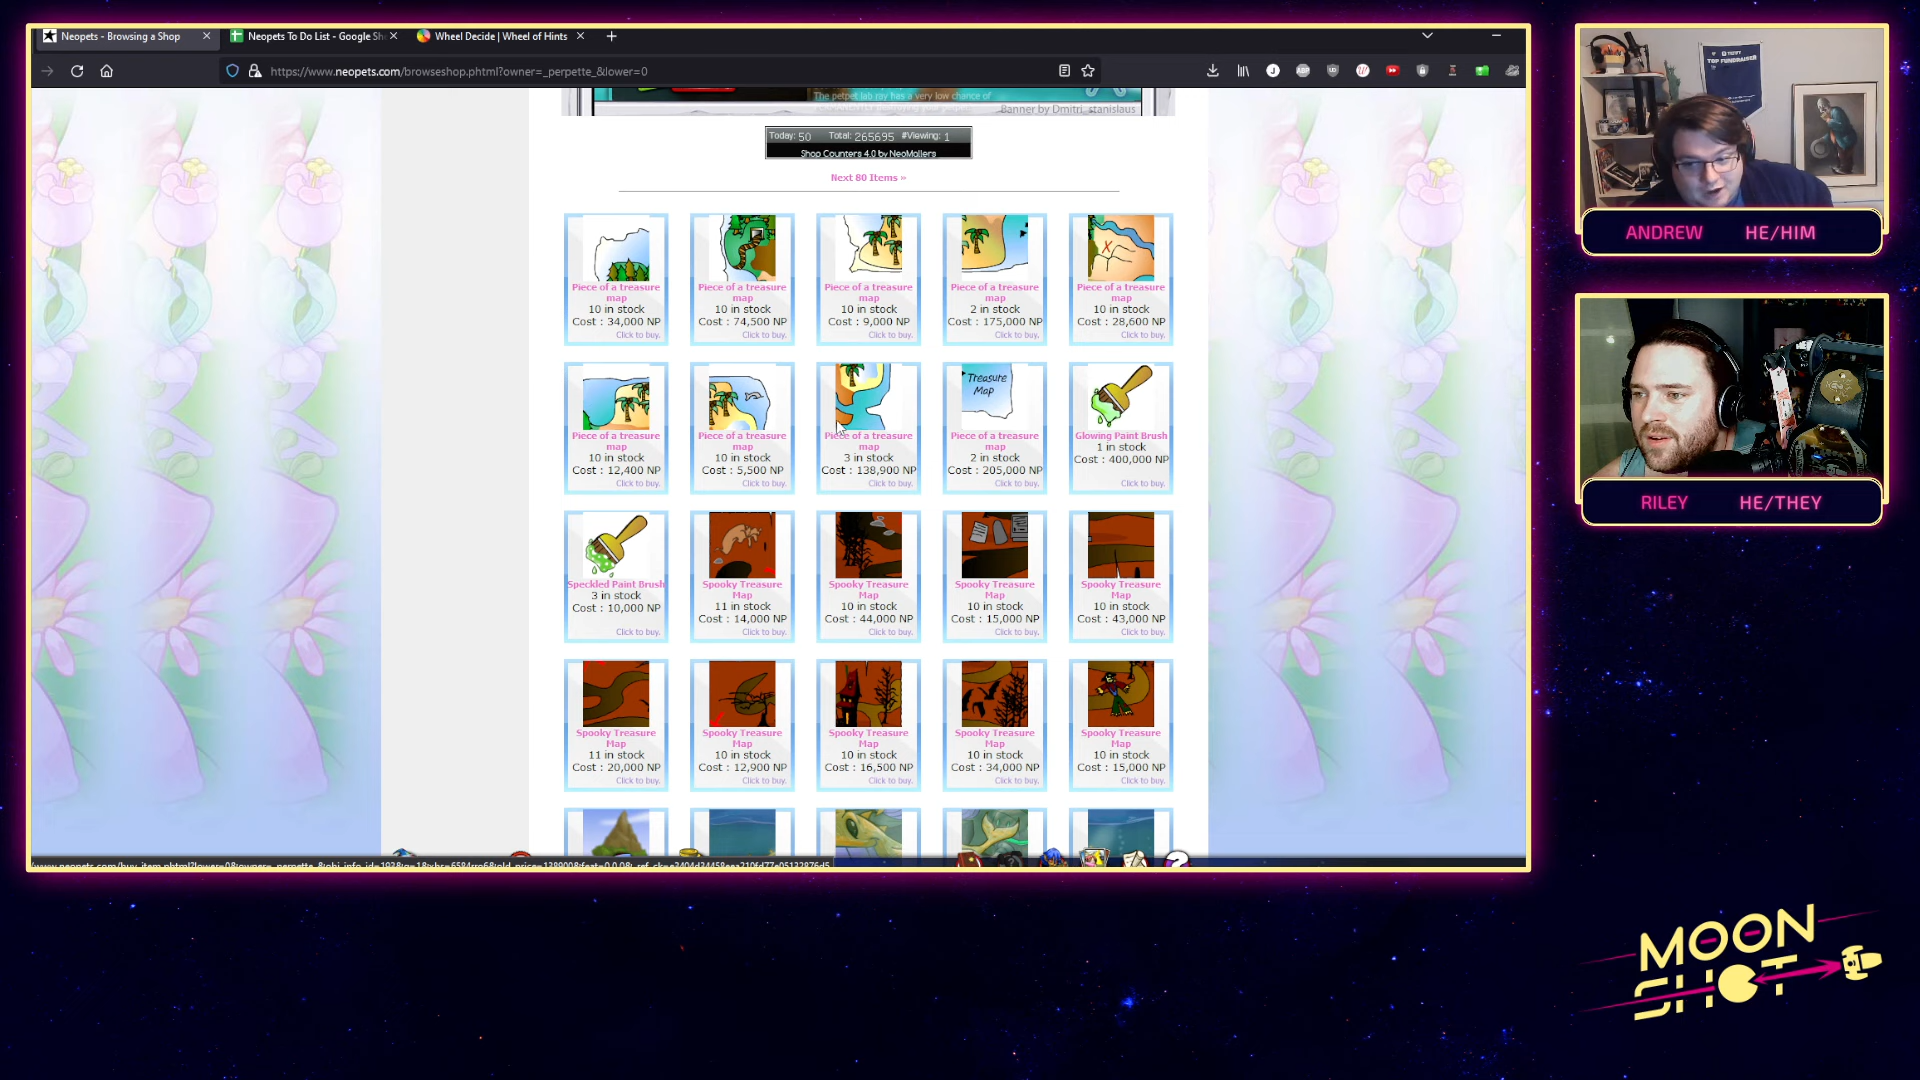 Neopets - Browsing a Shop
Neopets To Do List - Google Sh
Wheel Decide | Wheel of Hints
https://www.neopets.com/browseshop.phtml?owner=_perpette_&lower=0
The petpet lab ray has a very low chance of
Banner by Dmitri_stanislaus
Today: 50 Total: 265695 #Viewing: 1
Shop Counters 4.0 by NeoMallers
Next 80 Items »
Piece of a treasure map
10 in stock
Cost : 34,000 NP
Click to buy.
Piece of a treasure map
10 in stock
Cost : 74,500 NP
Click to buy.
Piece of a treasure map
10 in stock
Cost : 9,000 NP
Click to buy.
Piece of a treasure map
2 in stock
Cost : 175,000 NP
Click to buy.
Piece of a treasure map
10 in stock
Cost : 28,600 NP
Click to buy.
Piece of a treasure map
10 in stock
Cost : 12,400 NP
Click to buy.
Piece of a treasure map
10 in stock
Cost : 5,500 NP
Click to buy.
Piece of a treasure map
3 in stock
Cost : 138,900 NP
Click to buy.
Treasure
Map
Piece of a treasure map
2 in stock
Cost : 205,000 NP
Click to buy.
Glowing Paint Brush
1 in stock
Cost : 400,000 NP
Click to buy.
Speckled Paint Brush
3 in stock
Cost : 10,000 NP
Click to buy.
Spooky Treasure Map
11 in stock
Cost : 14,000 NP
Click to buy.
Spooky Treasure Map
10 in stock
Cost : 44,000 NP
Click to buy.
Spooky Treasure Map
10 in stock
Cost : 15,000 NP
Click to buy.
Spooky Treasure Map
10 in stock
Cost : 43,000 NP
Click to buy.
Spooky Treasure Map
11 in stock
Cost : 20,000 NP
Click to buy.
Spooky Treasure Map
10 in stock
Cost : 12,900 NP
Click to buy.
Spooky Treasure Map
10 in stock
Cost : 16,500 NP
Click to buy.
Spooky Treasure Map
10 in stock
Cost : 34,000 NP
Click to buy.
Spooky Treasure Map
10 in stock
Cost : 15,000 NP
Click to buy.
TOP FUNDRAISER
ANDREW HE/HIM
RILEY HE/THEY
MOON
SHOT